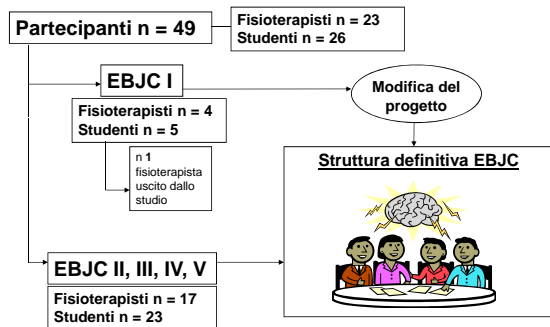 Partecipanti n = 49
Fisioterapisti n = 23
Studenti n = 26
EBJC I
Fisioterapisti n = 4
Studenti n = 5
n 1
fisioterapista
uscito dallo
studio
Modifica del
progetto
Struttura definitiva EBJC
EBJC II, III, IV, V
Fisioterapisti n = 17
Studenti n = 23